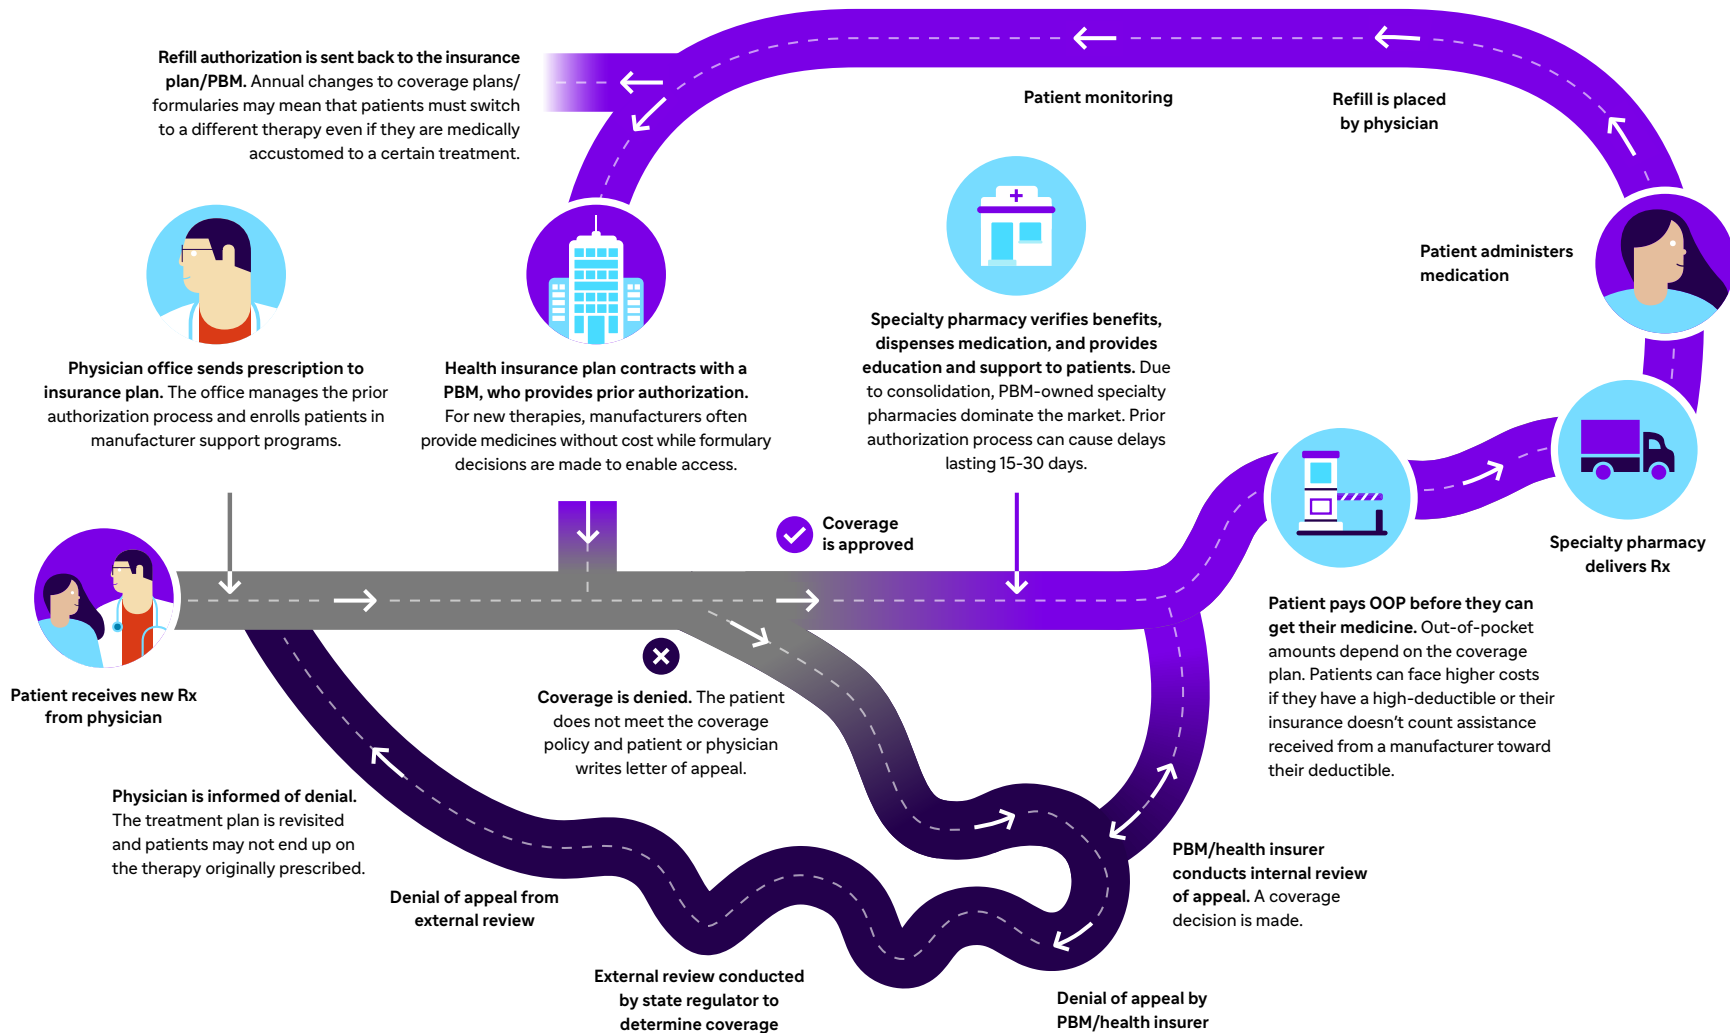 Refill authorization is sent back to the insurance
plan/PBM. Annual changes to coverage plans/
formularies may mean that patients must switch
to a different therapy even if they are medically
accustomed to a certain treatment.
Patient monitoring
Refill is placed
by physician
Patient administers
medication
Physician office sends prescription to
insurance plan. The office manages the prior
authorization process and enrolls patients in
manufacturer support programs.
Health insurance plan contracts with a
PBM, who provides prior authorization.
For new therapies, manufacturers often
provide medicines without cost while formulary
decisions are made to enable access.
Specialty pharmacy verifies benefits,
dispenses medication, and provides
education and support to patients. Due
to consolidation, PBM-owned specialty
pharmacies dominate the market. Prior
authorization process can cause delays
lasting 15-30 days.
Coverage
is approved
Specialty pharmacy
delivers Rx
Patient receives new Rx
from physician
Coverage is denied. The patient
does not meet the coverage
policy and patient or physician
writes letter of appeal.
Patient pays OOP before they can
get their medicine. Out-of-pocket
amounts depend on the coverage
plan. Patients can face higher costs
if they have a high-deductible or their
insurance doesn't count assistance
received from a manufacturer toward
their deductible.
Physician is informed of denial.
The treatment plan is revisited
and patients may not end up on
the therapy originally prescribed.
Denial of appeal from
external review
PBM/health insurer
conducts internal review
of appeal. A coverage
decision is made.
External review conducted
by state regulator to
determine coverage
Denial of appeal by
PBM/health insurer